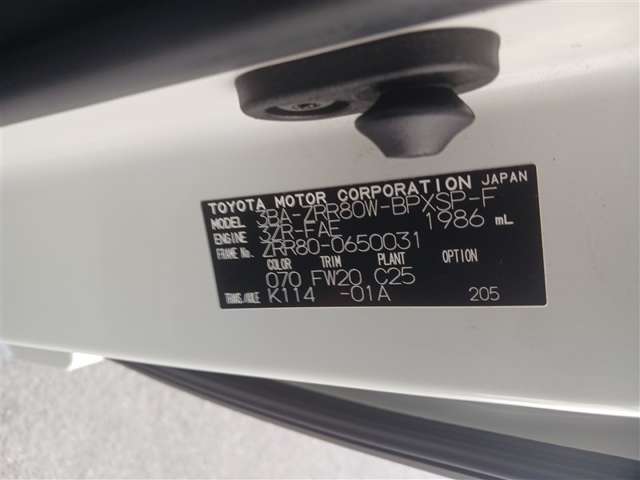 TOYOTA MOTOR CORPORATION JAPAN
MODEL 3BA-ZRR80W-BPXSP-F
ENGINE 3ZR-FAE 1986 mL
FRAME No. ZRR80-0650031
COLOR TRIM PLANT OPTION
070 FW20 C25
TRANS./AXLE K114 -01A 205